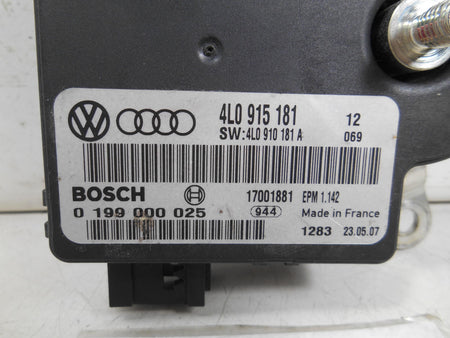 4L0 915 181 12
SW:4L0 910 181 A 069
BOSCH 17001881 EPM 1.142
0 199 000 025 944 Made in France
1283 23.05.07